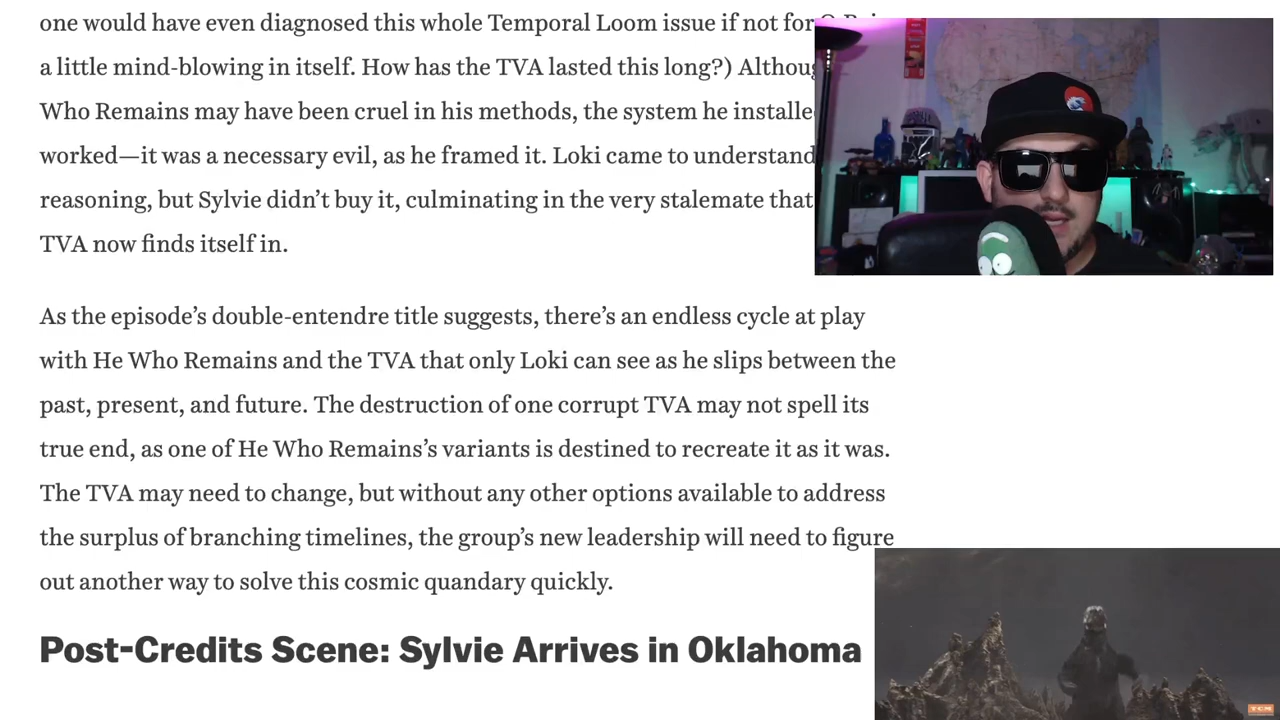 one would have even diagnosed this whole Temporal Loom issue if not for
a little mind-blowing in itself. How has the TVA lasted this long?)
Who Remains may have been cruel in his methods, the system he
worked—it was a necessary evil, as he framed it. Loki came to understand
reasoning, but Sylvie didn’t buy it, culminating in the very stalemate that
TVA now finds itself in.
As the episode’s double-entendre title suggests, there’s an endless cycle at play
with He Who Remains and the TVA that only Loki can see as he slips between the
past, present, and future. The destruction of one corrupt TVA may not spell its
true end, as one of He Who Remains’s variants is destined to recreate it as it was.
The TVA may need to change, but without any other options available to address
the surplus of branching timelines, the group’s new leadership will need to figure
out another way to solve this cosmic quandary quickly.
Post-Credits Scene: Sylvie Arrives in Oklahoma
TCM